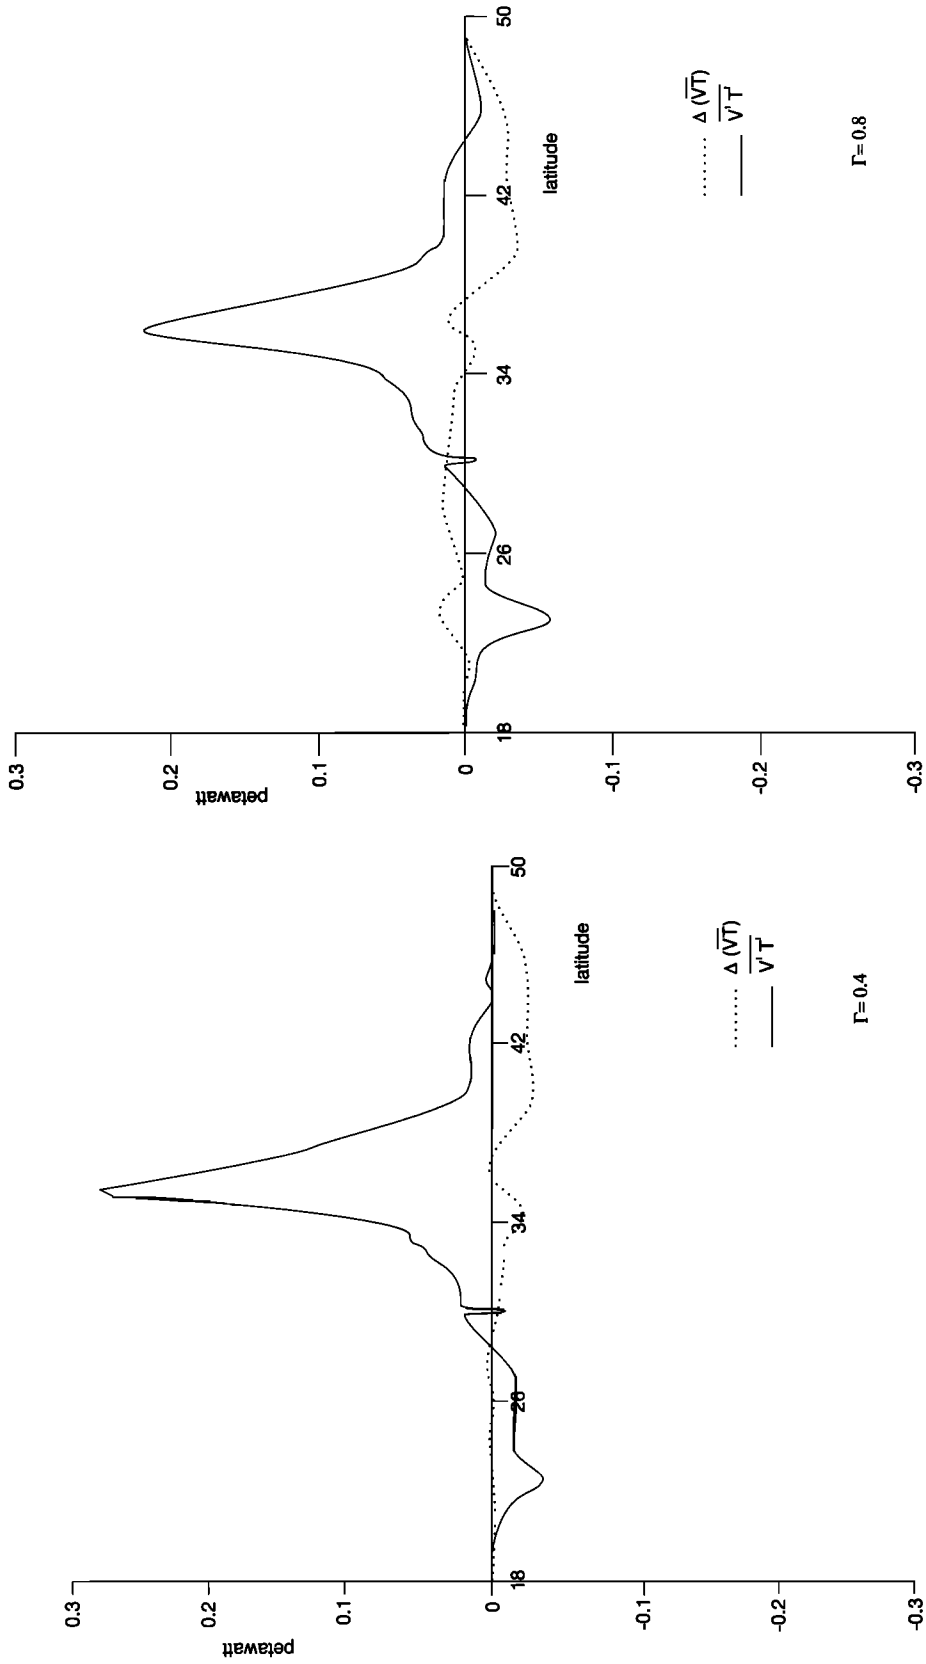 0.3
0.2
0.1
0
-0.1
-0.2
-0.3
petawatt
18
26
34
42
50
latitude
Δ (V̅T̅)
V' T'
Γ= 0.4
0.3
0.2
0.1
0
-0.1
-0.2
-0.3
petawatt
18
26
34
42
50
latitude
Δ (V̅T̅)
V' T'
Γ= 0.8